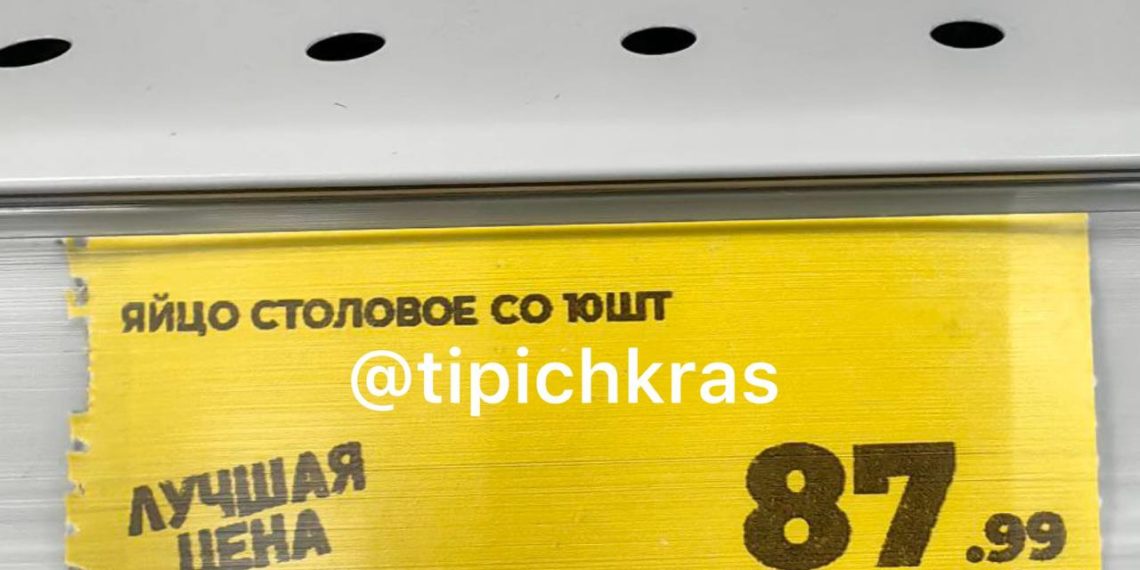 ЯЙЦО СТОЛОВОЕ СО 10ШТ
@tipichkras
ЛУЧШАЯ
ЦЕНА
87.99